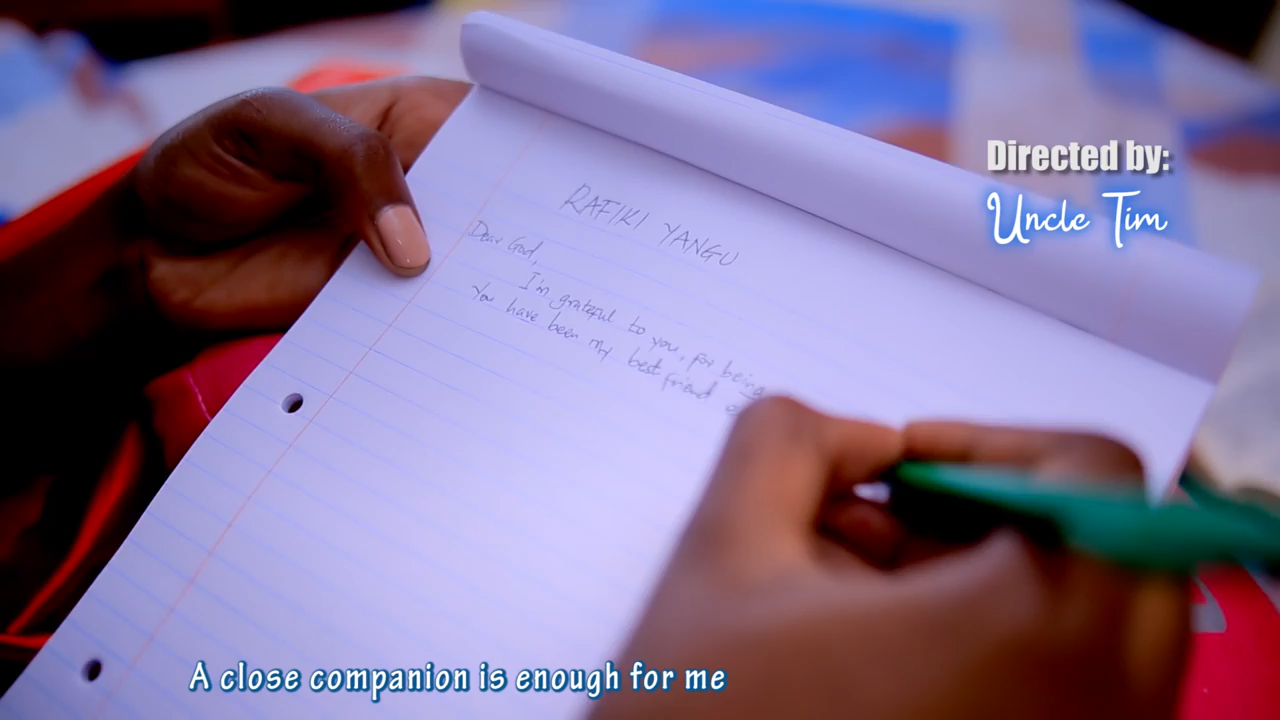 Directed by:
Uncle Tim
RAFIKI YANGU
Dear God,
I'm grateful to you, for being
You have been my best friend
A close companion is enough for me